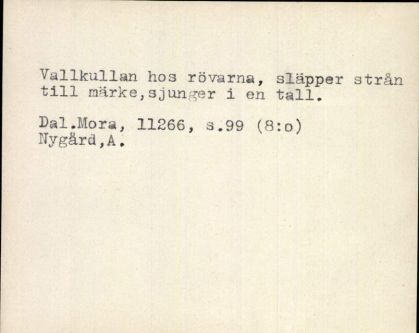 Vallkullan hos rövarna, släpper strån
till märke,sjunger i en tall.
Dal.Mora, 11266, s.99 (8:o)
Nygård,A.